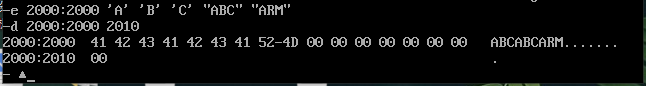 -e 2000:2000 'A' 'B' 'C' "ABC" "ARM"
-d 2000:2000 2010
2000:2000  41 42 43 41 42 43 41 52-4D 00 00 00 00 00 00 00   ABCABCARM.......
2000:2010  00                                                .
- ▲_